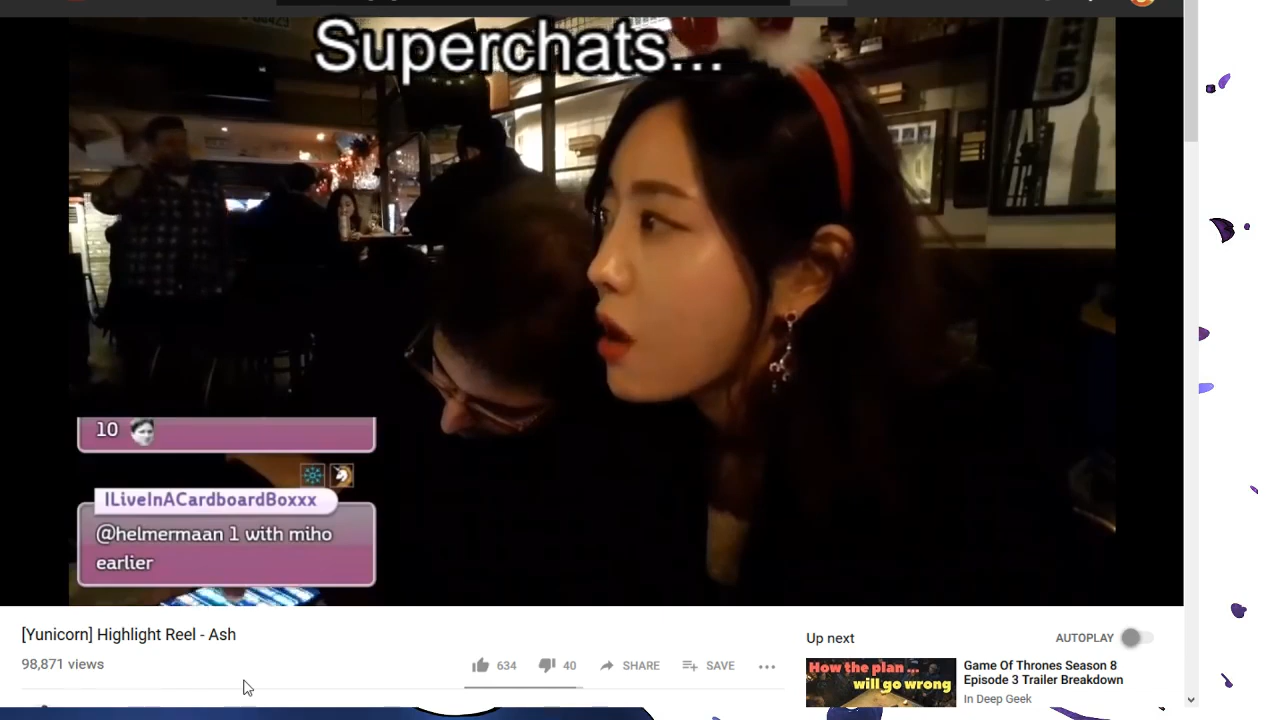 Superchats...
10
ILiveInACardboardBoxxx
@helmermaan 1 with miho
earlier
[Yunicorn] Highlight Reel - Ash
98,871 views
634
40
SHARE
SAVE
Up next
AUTOPLAY
How the plan ...
will go wrong
Game Of Thrones Season 8
Episode 3 Trailer Breakdown
In Deep Geek